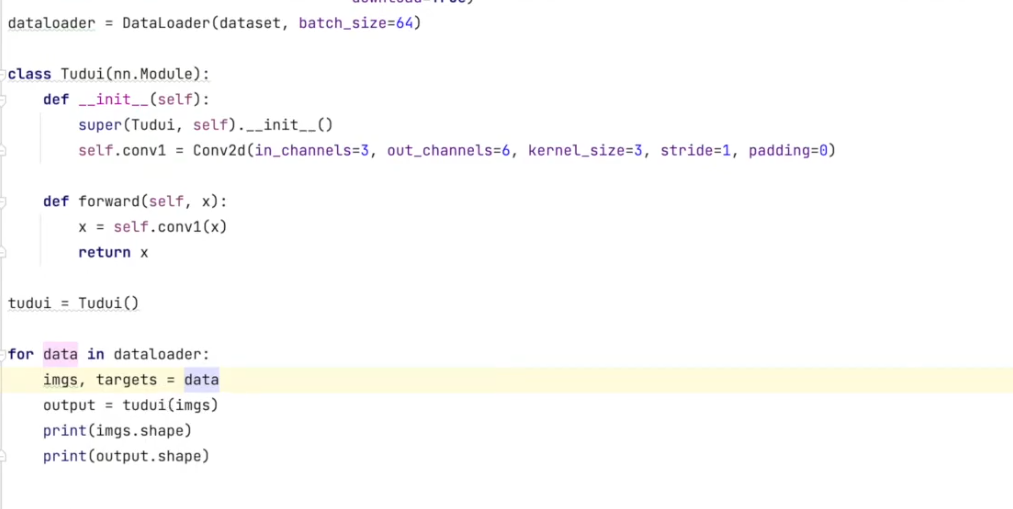 download=True)
dataloader = DataLoader(dataset, batch_size=64)
class Tudui(nn.Module):
def __init__(self):
super(Tudui, self).__init__()
self.conv1 = Conv2d(in_channels=3, out_channels=6, kernel_size=3, stride=1, padding=0)
def forward(self, x):
x = self.conv1(x)
return x
tudui = Tudui()
for data in dataloader:
imgs, targets = data
output = tudui(imgs)
print(imgs.shape)
print(output.shape)